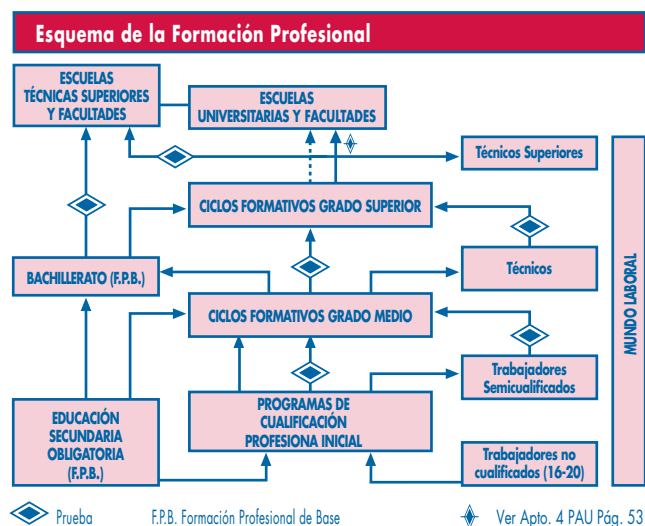 Esquema de la Formación Profesional
ESCUELAS
TÉCNICAS SUPERIORES
Y FACULTADES
ESCUELAS
UNIVERSITARIAS Y FACULTADES
Técnicos Superiores
CICLOS FORMATIVOS GRADO SUPERIOR
BACHILLERATO (F.P.B.)
Técnicos
CICLOS FORMATIVOS GRADO MEDIO
MUNDO LABORAL
Trabajadores
Semicualificados
EDUCACIÓN
SECUNDARIA
OBLIGATORIA
(F.P.B.)
PROGRAMAS DE
CUALIFICACIÓN
PROFESIONA INICIAL
Trabajadores no
cualificados (16-20)
Prueba
F.P.B. Formación Profesional de Base
Ver Apto. 4 PAU Pág. 53